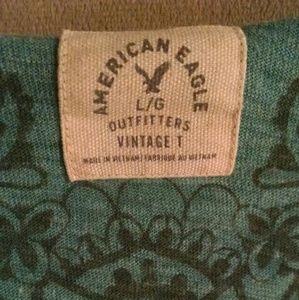 AMERICAN EAGLE
L/G
OUTFITTERS
VINTAGE T
MADE IN VIETNAM/FABRIQUÉ AU VIETNAM